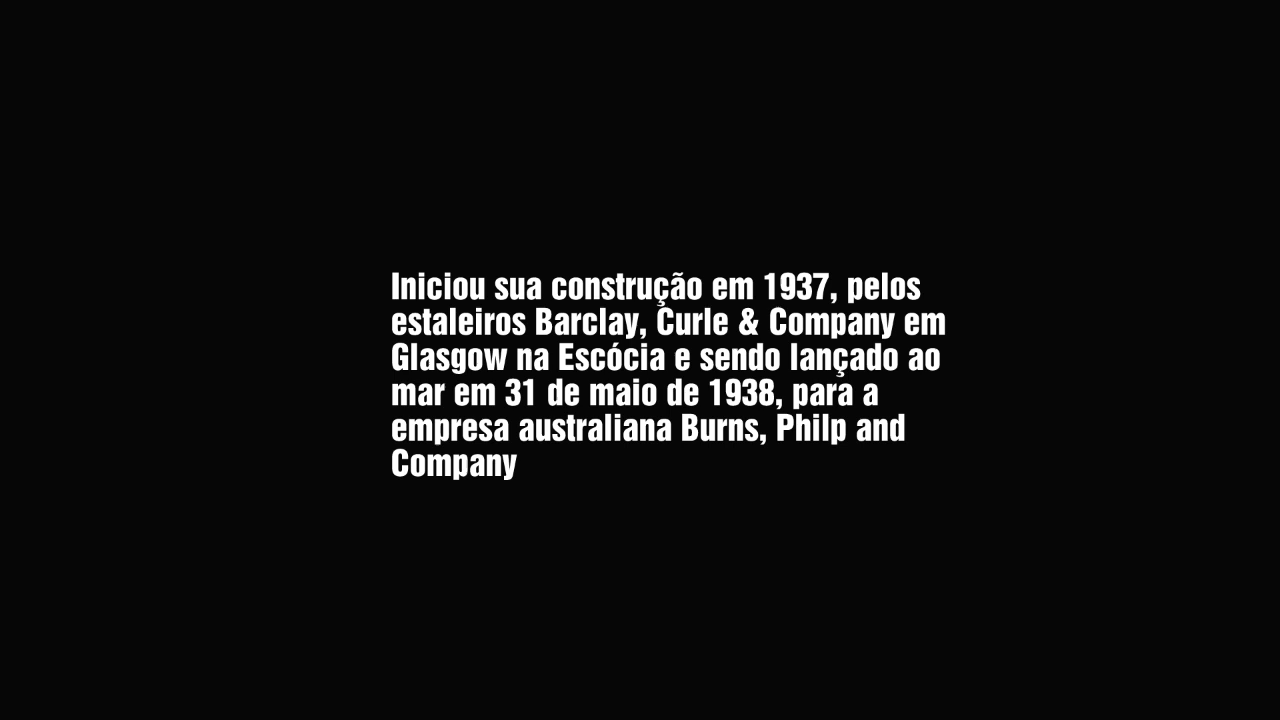 Iniciou sua construção em 1937, pelos
estaleiros Barclay, Curle & Company em
Glasgow na Escócia e sendo lançado ao
mar em 31 de maio de 1938, para a
empresa australiana Burns, Philp and
Company